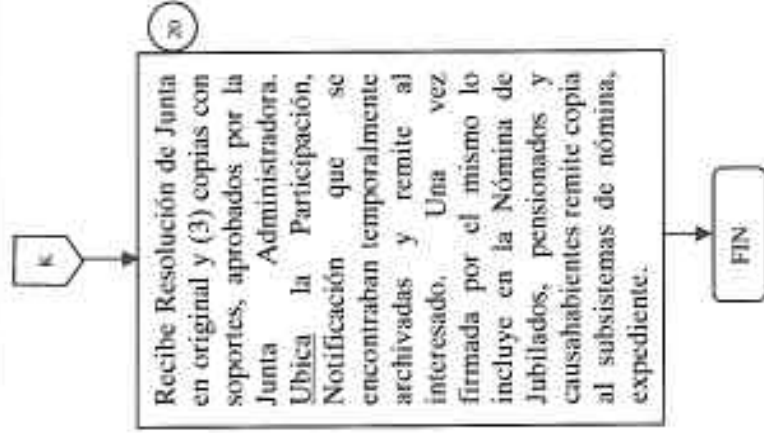 K
20
Recibe Resolución de Junta
en original y (3) copias con
soportes, aprobados por la
Junta Administradora.
Ubica la Participación,
Notificación que se
encontraban temporalmente
archivadas y remite al
interesado. Una vez
firmada por el mismo lo
incluye en la Nómina de
Jubilados, pensionados y
causahabientes remite copia
al subsistemas de nómina,
expediente.
FIN